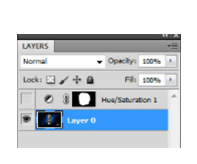 LAYERS
Normal Opacity: 100%
Lock: Fill: 100%
Hue/Saturation 1
Layer 0